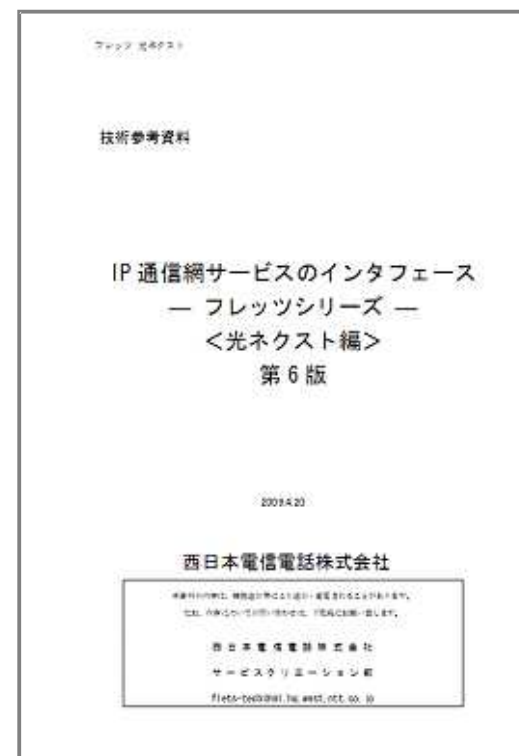 フレッツ 光ネクスト
技術参考資料
IP 通信網サービスのインタフェース
― フレッツシリーズ ―
＜光ネクスト編＞
第 6 版
2009.4.20
西日本電信電話株式会社
西日本電信電話株式会社
サービスクリエーション部